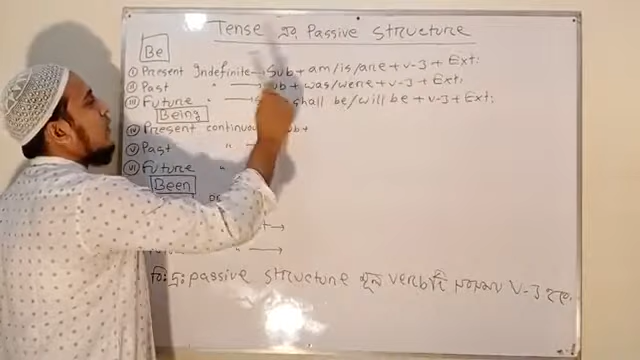 Tense এর Passive Structure
Be
(i) Present Indefinite → Sub + am/is/are + v-3 + Ext:
(ii) Past " → Sub + was/were + v-3 + Ext:
(iii) Future " → shall be/will be + v-3 + Ext:
Being
(iv) Present continuous Sub+
(v) Past " →
(vi) Future "
Been
→
→
বি: দ্র: passive structure মূল verb টি সবসময় v-3 হবে.